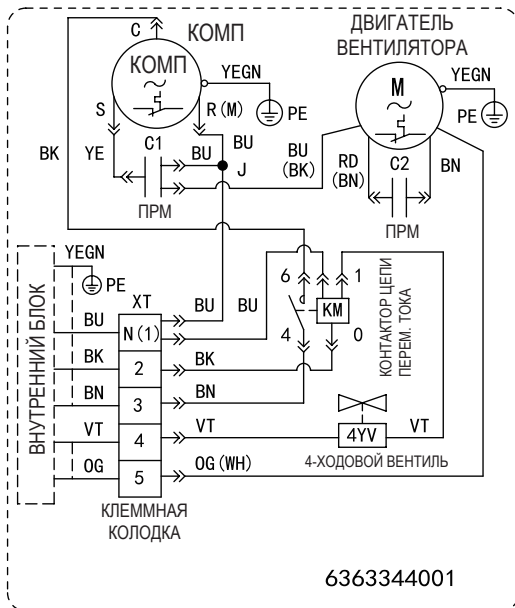 C
КОМП
КОМП
YEGN
PE
S
R(M)
BK
YE
C1
BU
BU
J
ПРМ
ДВИГАТЕЛЬ
ВЕНТИЛЯТОРА
M
YEGN
PE
BU
(BK)
RD
(BN)
C2
BN
ПРМ
YEGN
PE
ВНУТРЕННИЙ БЛОК
XT
BU
N(1)
BU
BU
BK
2
BK
BN
3
BN
VT
4
VT
OG
5
OG(WH)
КЛЕММНАЯ
КОЛОДКА
6
1
KM
4
0
КОНТАКТОР ЦЕПИ
ПЕРЕМ. ТОКА
4YV
VT
4-ХОДОВОЙ ВЕНТИЛЬ
6363344001